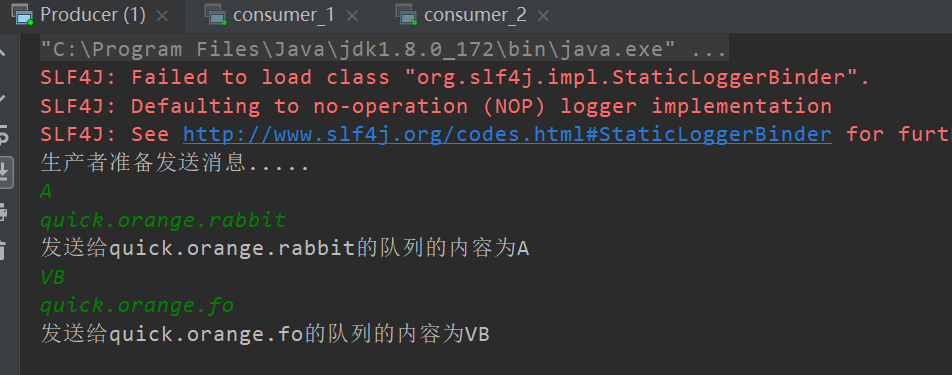 Producer (1) × consumer_1 × consumer_2 ×
"C:\Program Files\Java\jdk1.8.0_172\bin\java.exe" ...
SLF4J: Failed to load class "org.slf4j.impl.StaticLoggerBinder".
SLF4J: Defaulting to no-operation (NOP) logger implementation
SLF4J: See http://www.slf4j.org/codes.html#StaticLoggerBinder for furt
生产者准备发送消息.....
A
quick.orange.rabbit
发送给quick.orange.rabbit的队列的内容为A
VB
quick.orange.fo
发送给quick.orange.fo的队列的内容为VB